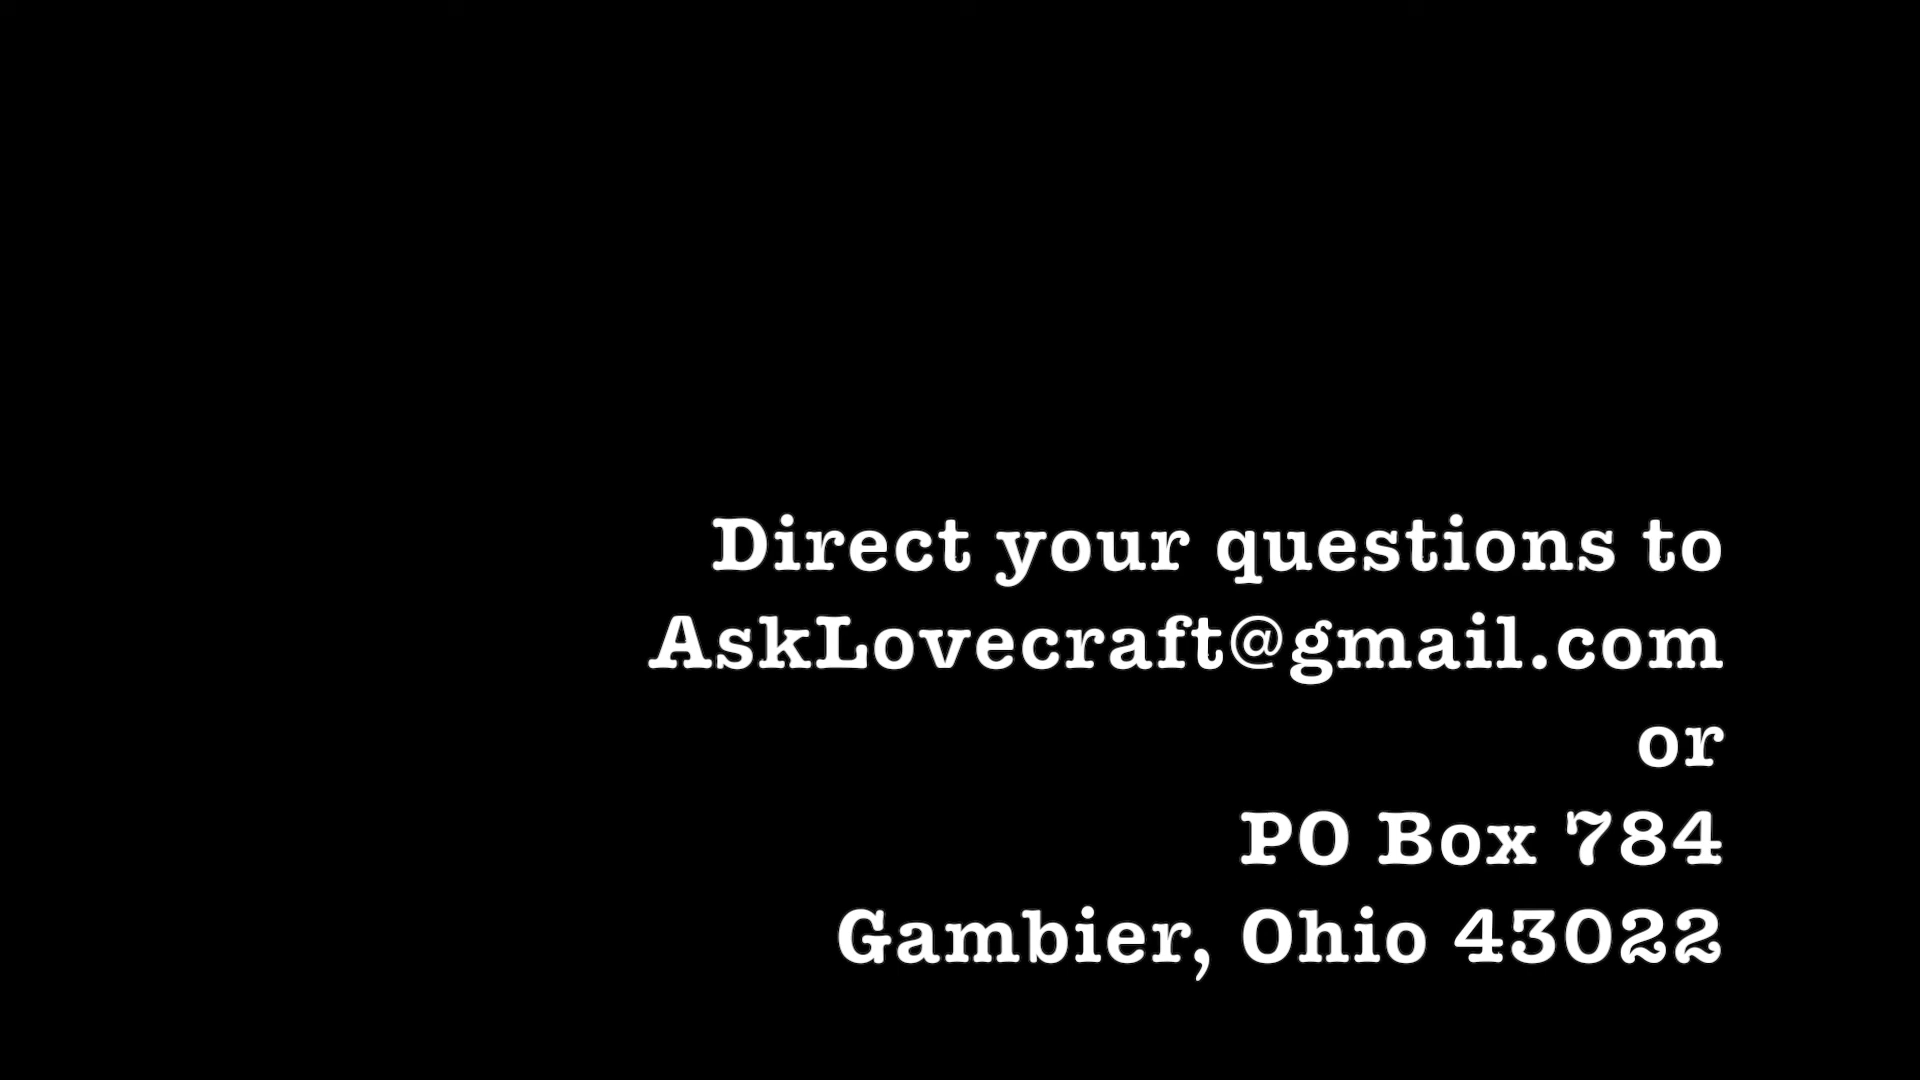 Direct your questions to
AskLovecraft@gmail.com
or
PO Box 784
Gambier, Ohio 43022